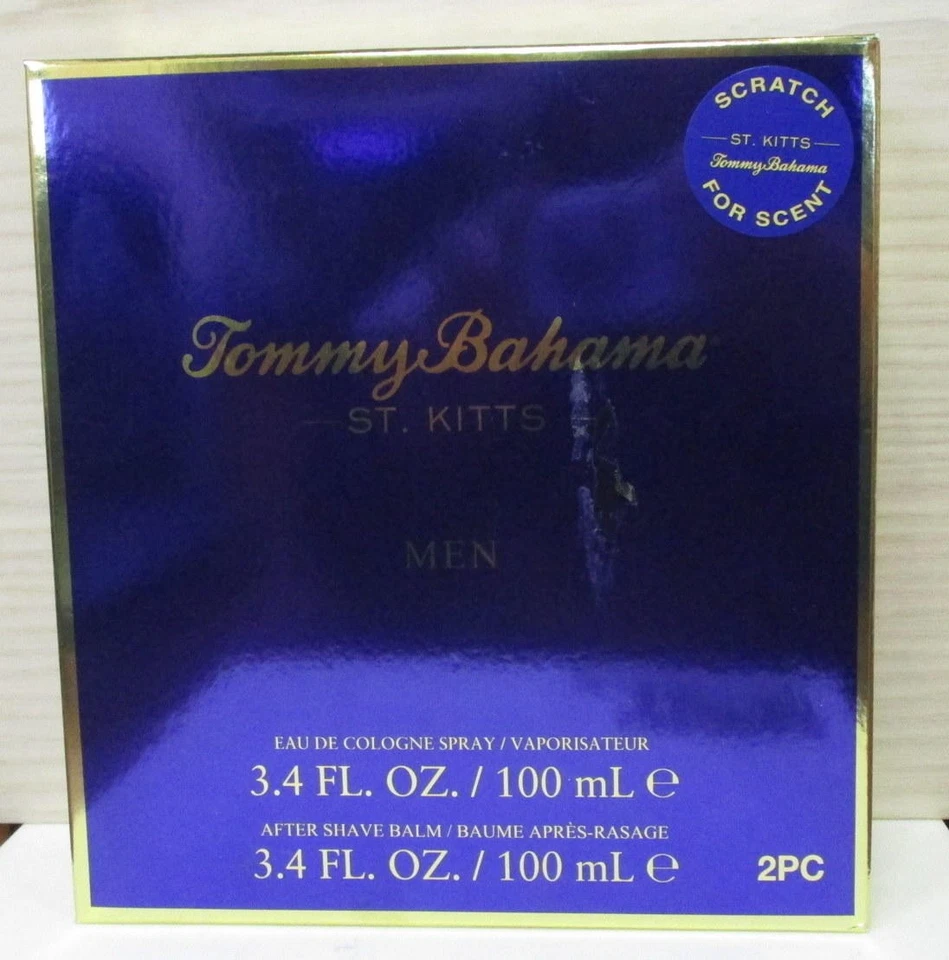 SCRATCH
ST. KITTS
Tommy Bahama
FOR SCENT
Tommy Bahama
ST. KITTS
MEN
EAU DE COLOGNE SPRAY / VAPORISATEUR
3.4 FL. OZ. / 100 mL ℮
AFTER SHAVE BALM / BAUME APRÈS-RASAGE
3.4 FL. OZ. / 100 mL ℮
2PC